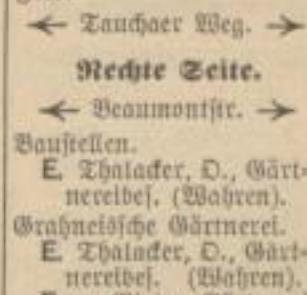 ← Tauchaer Weg. →
Rechte Seite.
← Beaumontstr. →
Baustellen.
E. Thalacker, O., Gärt-
nereibes. (Wahren).
Grahneissche Gärtnerei.
E. Thalacker, O., Gärt-
nereibes. (Wahren).